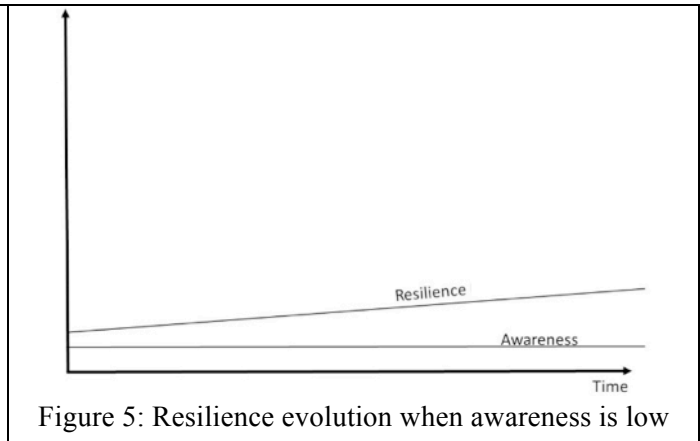 Resilience
Awareness
Time
Figure 5: Resilience evolution when awareness is low